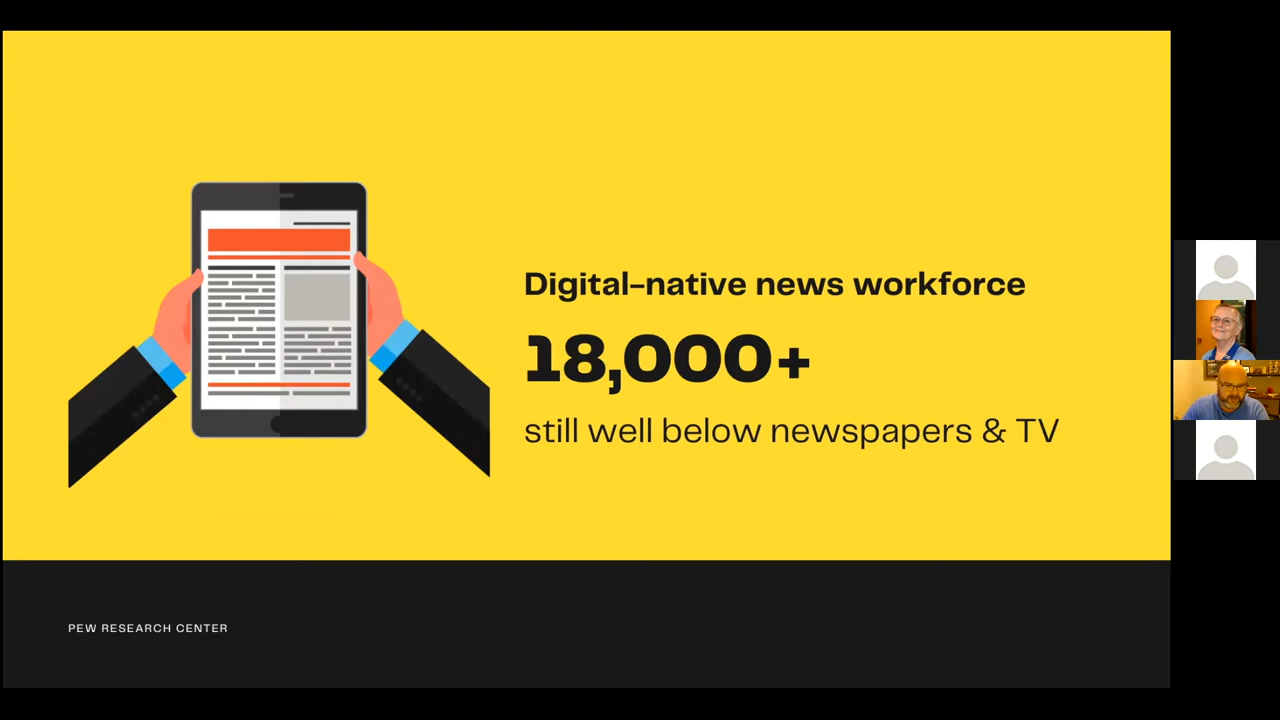 Digital-native news workforce
18,000+
still well below newspapers & TV
PEW RESEARCH CENTER